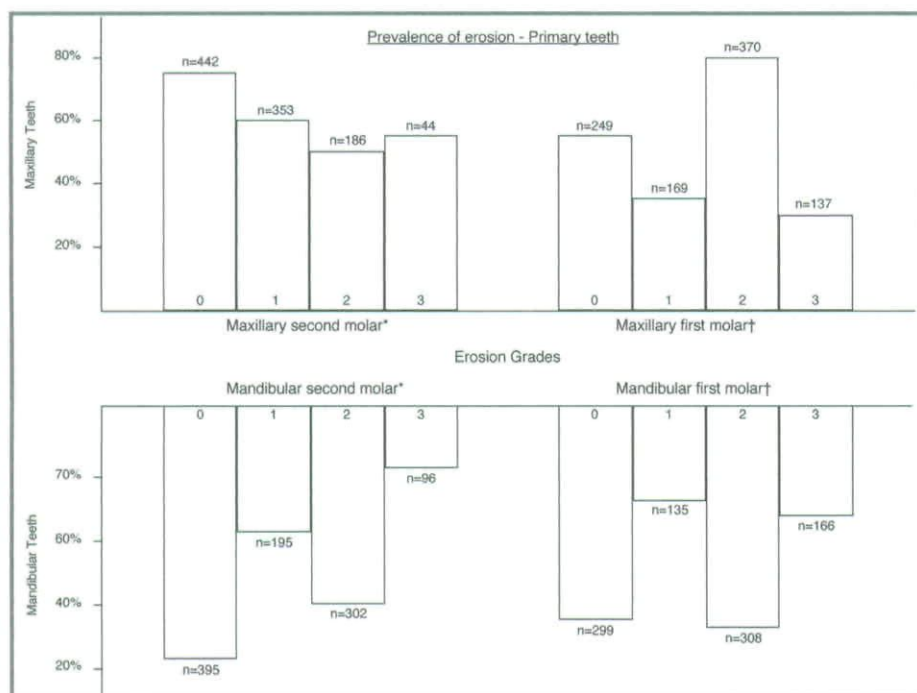 Prevalence of erosion - Primary teeth
Maxillary Teeth
80%
60%
40%
20%
n=442
n=353
n=186
n=44
n=249
n=169
n=370
n=137
0 1 2 3 0 1 2 3
Maxillary second molar* Maxillary first molar†
Erosion Grades
Mandibular second molar* Mandibular first molar†
0 1 2 3 0 1 2 3
Mandibular Teeth
70%
60%
40%
20%
n=395
n=195
n=302
n=96
n=299
n=135
n=308
n=166